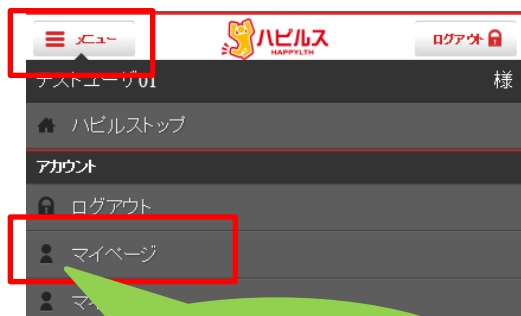 メニュー
ハピルス
HAPPYLTH
ログアウト
テストユーザ01 様
ハピルストップ
アカウント
ログアウト
マイページ
マイ